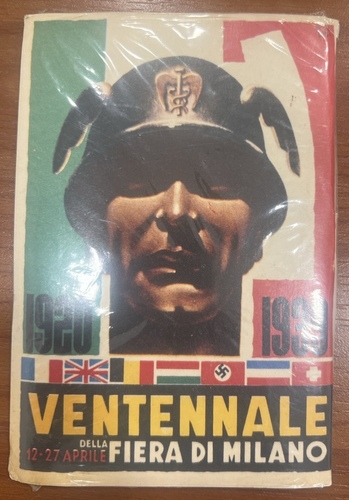 1920 1939
VENTENNALE
DELLA
12-27 APRILE FIERA DI MILANO